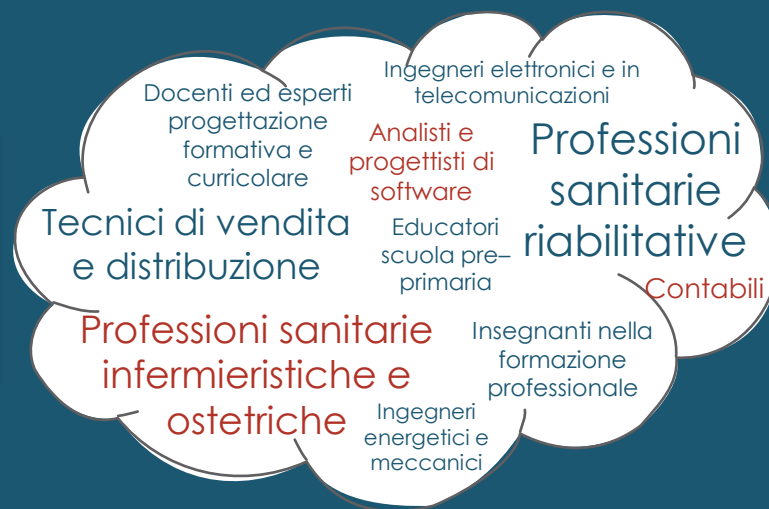 Ingegneri elettronici e in
telecomunicazioni
Docenti ed esperti
progettazione
formativa e
curricolare
Analisti e
progettisti di
software
Professioni
sanitarie
riabilitative
Tecnici di vendita
e distribuzione
Educatori
scuola pre–
primaria
Contabili
Professioni sanitarie
infermieristiche e
ostetriche
Insegnanti nella
formazione
professionale
Ingegneri
energetici e
meccanici